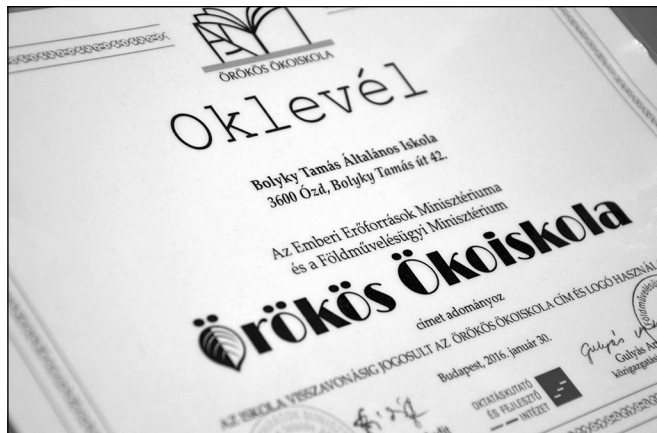 ÖRÖKÖS ÖKOISKOLA
Oklevél
Bolyky Tamás Általános Iskola
3600 Ózd, Bolyky Tamás út 42.
Az Emberi Erőforrások Minisztériuma
és a Földművelésügyi Minisztérium
Örökös Ökoiskola
címet adományoz
AZ ISKOLA VISSZAVONÁSIG JOGOSULT AZ ÖRÖKÖS ÖKOISKOLA CÍM ÉS LOGÓ HASZNÁL
Budapest, 2016. január 30.
OKTATÁSKUTATÓ
ÉS FEJLESZTŐ
INTÉZET
Gulyás